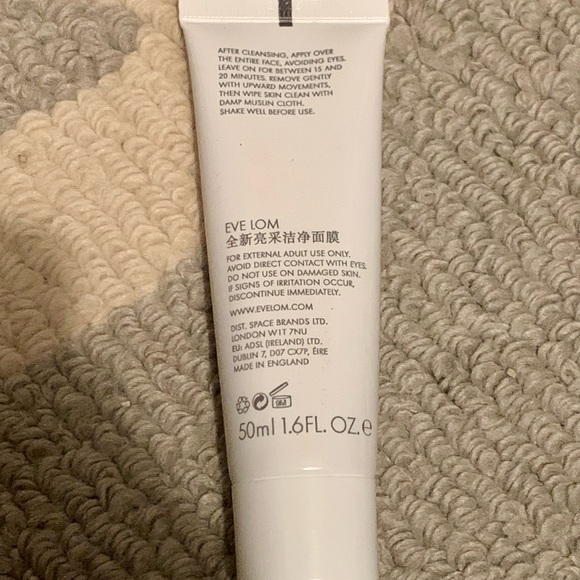 AFTER CLEANSING, APPLY OVER
THE ENTIRE FACE, AVOIDING EYES.
LEAVE ON FOR BETWEEN 15 AND
20 MINUTES. REMOVE GENTLY
WITH UPWARD MOVEMENTS,
THEN WIPE SKIN CLEAN WITH
DAMP MUSLIN CLOTH.
SHAKE WELL BEFORE USE.
EVE LOM
全新亮采洁净面膜
FOR EXTERNAL ADULT USE ONLY.
AVOID DIRECT CONTACT WITH EYES.
DO NOT USE ON DAMAGED SKIN.
IF SIGNS OF IRRITATION OCCUR,
DISCONTINUE IMMEDIATELY.
WWW.EVELOM.COM
DIST. SPACE BRANDS LTD.
LONDON W1T 7NU
EU: ADSL (IRELAND) LTD.
DUBLIN 7, D07 CX7P, ÉIRE
MADE IN ENGLAND
50ml 1.6FL. OZ. e